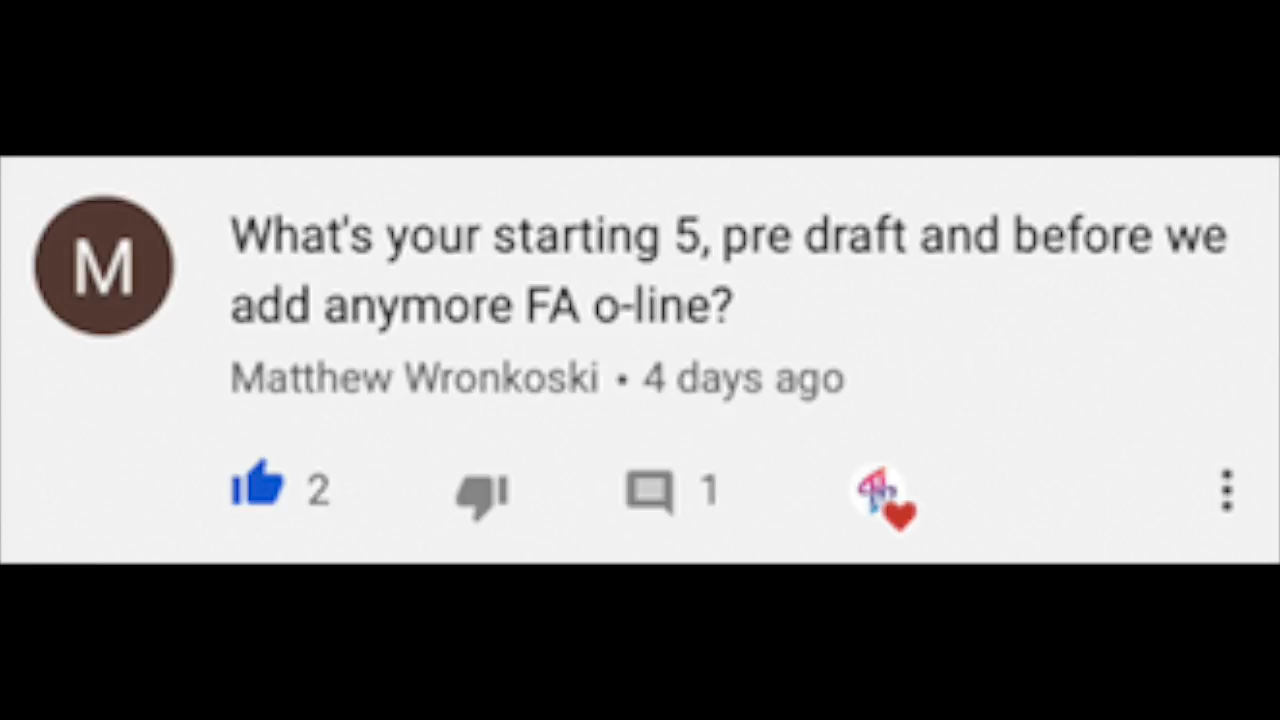 M
What's your starting 5, pre draft and before we
add anymore FA o-line?
Matthew Wronkoski • 4 days ago
2
1